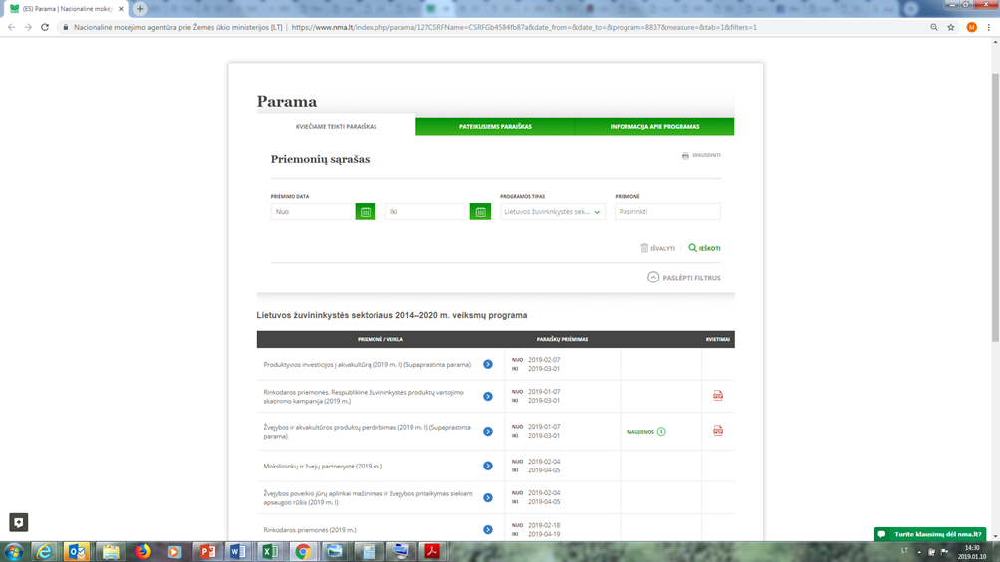 (ES) Parama | Nacionalinė mokėji
Nacionalinė mokėjimo agentūra prie Žemės ūkio ministerijos [LT]
https://www.nma.lt/index.php/parama/12?CSRFName=CSRFGb4584fb87a&date_from=&date_to=&program=8837&measure=&tab=1&filters=1
Parama
KVIEČIAME TEIKTI PARAIŠKAS
PATEIKUSIEMS PARAIŠKAS
INFORMACIJA APIE PROGRAMAS
Priemonių sąrašas
SPAUSDINTI
PRIĖMIMO DATA
PROGRAMOS TIPAS
PRIEMONĖ
Nuo
Iki
Lietuvos žuvininkystės sek...
Pasirinkti
IŠVALYTI
IEŠKOTI
PASLĖPTI FILTRUS
Lietuvos žuvininkystės sektoriaus 2014–2020 m. veiksmų programa
PRIEMONĖ / VEIKLA
PARAIŠKŲ PRIĖMIMAS
KVIETIMAI
Produktyvios investicijos į akvakultūrą (2019 m. I) (Supaprastinta parama)
NUO 2019-02-07
IKI 2019-03-01
Rinkodaros priemonės. Respublikinė žuvininkystės produktų vartojimo
skatinimo kampanija (2019 m.)
NUO 2019-01-07
IKI 2019-03-01
Žvejybos ir akvakultūros produktų perdirbimas (2019 m. I) (Supaprastinta
parama)
NUO 2019-01-07
IKI 2019-03-01
NAUJIENOS 1
Mokslininkų ir žvejų partnerystė (2019 m.)
NUO 2019-02-04
IKI 2019-04-05
Žvejybos poveikio jūrų aplinkai mažinimas ir žvejybos pritaikymas siekiant
apsaugoti rūšis (2019 m. I)
NUO 2019-02-04
IKI 2019-04-05
Rinkodaros priemonės (2019 m.)
NUO 2019-02-18
IKI 2019-04-19
Turite klausimų dėl nma.lt?
LT
14:30
2019.01.10